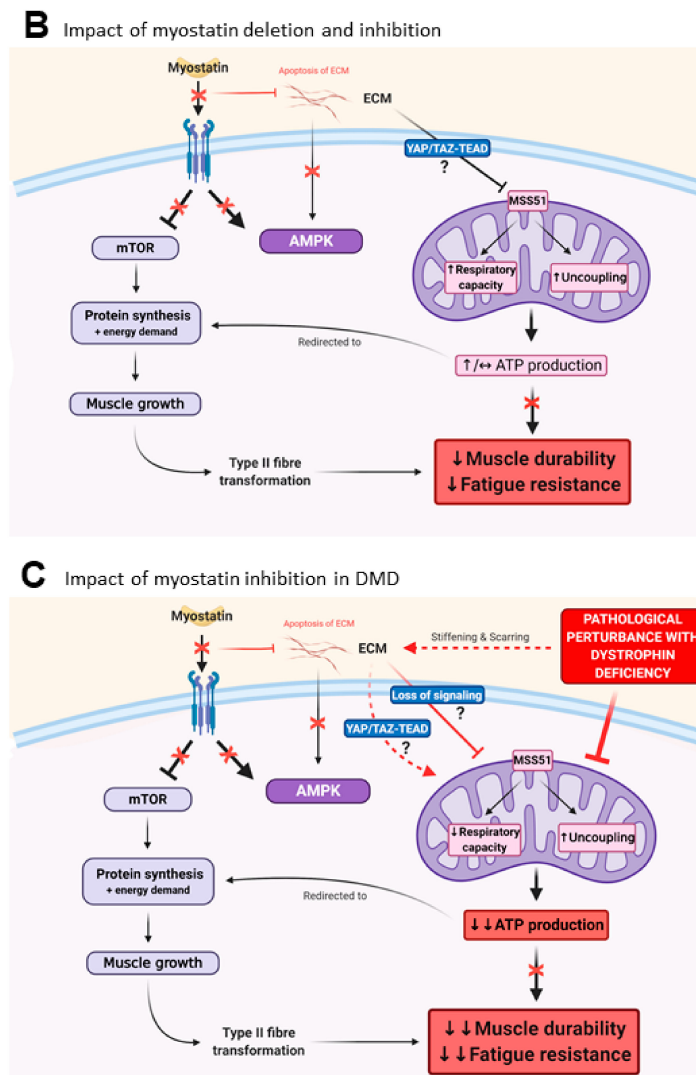 B Impact of myostatin deletion and inhibition
Myostatin
Apoptosis of ECM
ECM
YAP/TAZ-TEAD
?
MSS51
mTOR
AMPK
↑Respiratory
capacity
↑Uncoupling
Protein synthesis
+ energy demand
Redirected to
↑/↔ ATP production
Muscle growth
Type II fibre
transformation
↓Muscle durability
↓Fatigue resistance
C Impact of myostatin inhibition in DMD
Myostatin
Apoptosis of ECM
ECM
Stiffening & Scarring
PATHOLOGICAL
PERTURBANCE WITH
DYSTROPHIN
DEFICIENCY
Loss of signaling
?
YAP/TAZ-TEAD
?
MSS51
AMPK
mTOR
↓Respiratory
capacity
↑Uncoupling
Protein synthesis
+ energy demand
Redirected to
↓↓ATP production
Muscle growth
Type II fibre
transformation
↓↓Muscle durability
↓↓Fatigue resistance